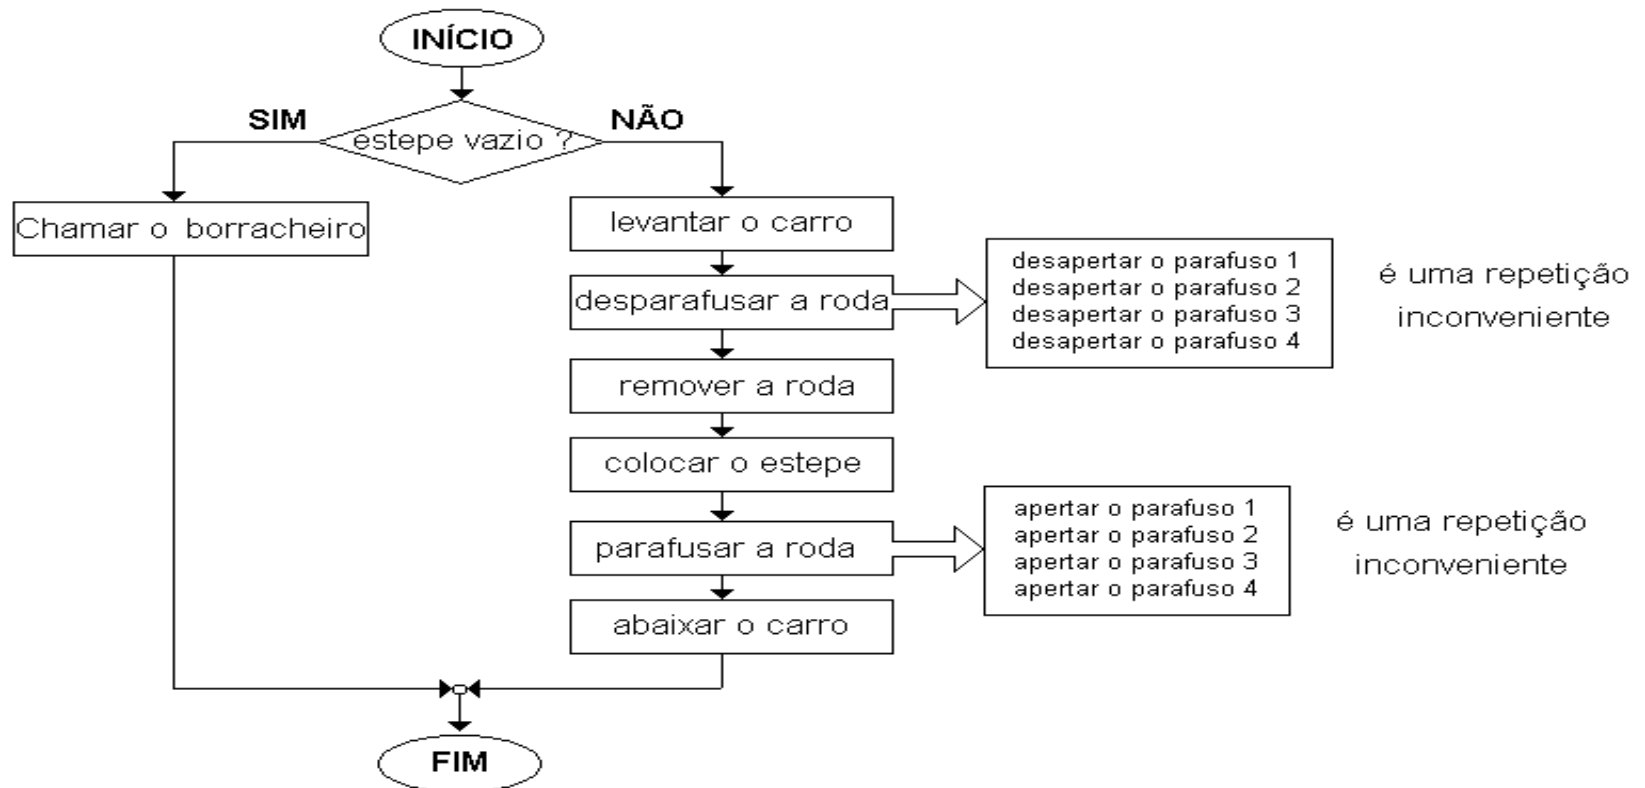 INÍCIO
SIM
NÃO
estepe vazio ?
Chamar o borracheiro
levantar o carro
desparafusar a roda
desapertar o parafuso 1
desapertar o parafuso 2
desapertar o parafuso 3
desapertar o parafuso 4
é uma repetição
inconveniente
remover a roda
colocar o estepe
parafusar a roda
apertar o parafuso 1
apertar o parafuso 2
apertar o parafuso 3
apertar o parafuso 4
é uma repetição
inconveniente
abaixar o carro
FIM